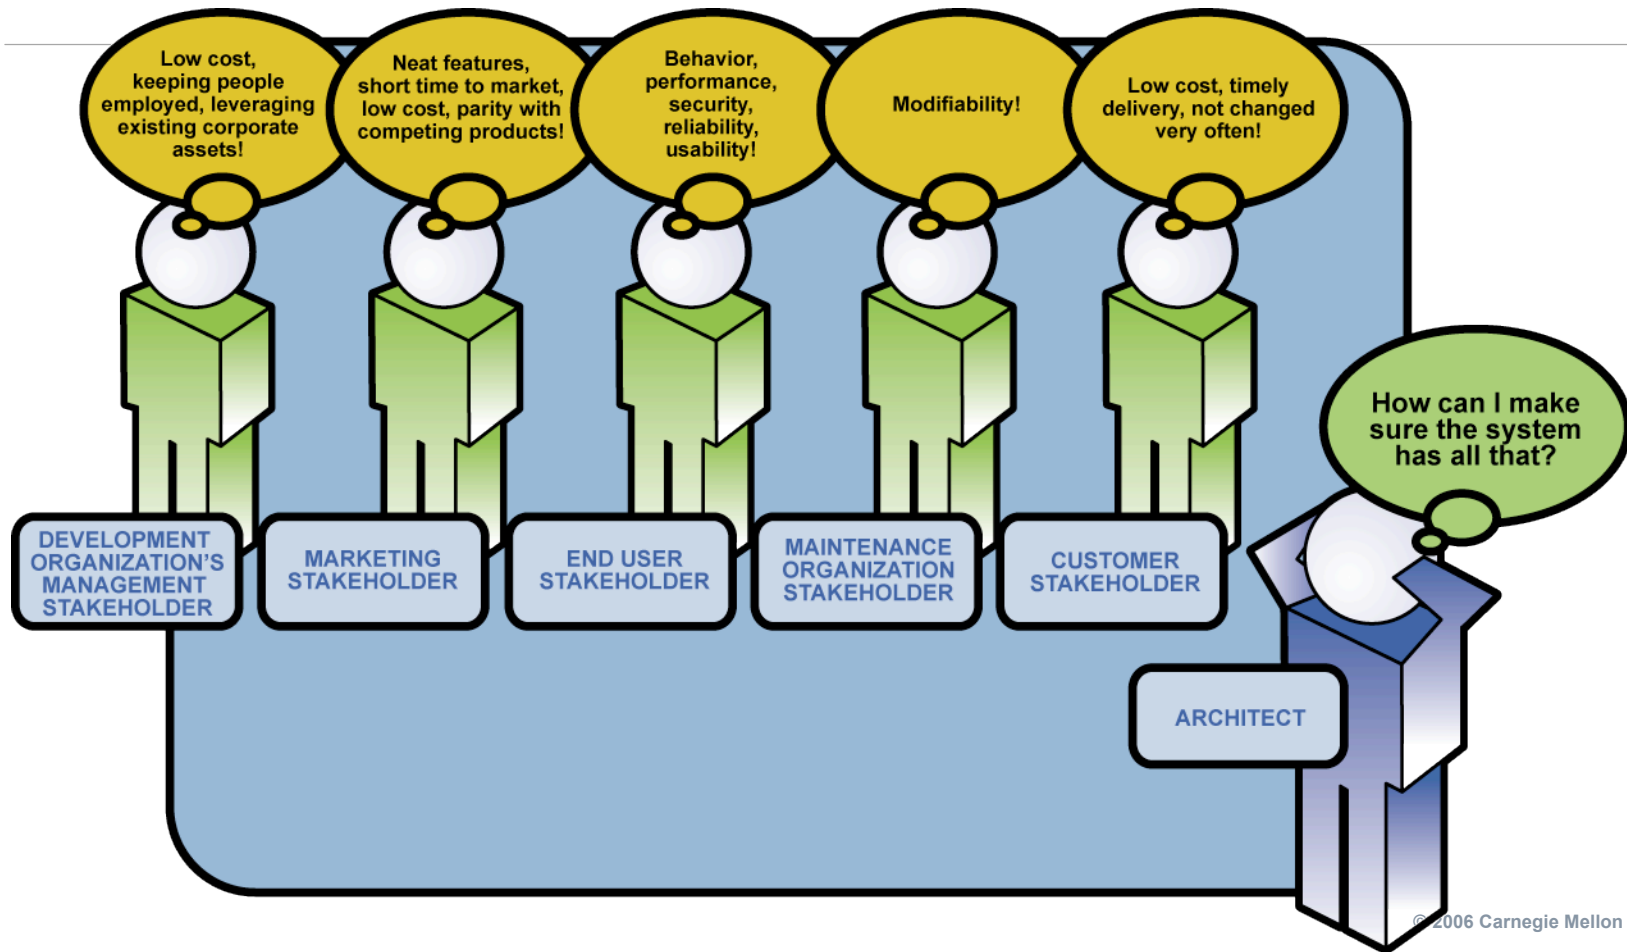 Low cost,
keeping people
employed, leveraging
existing corporate
assets!
Neat features,
short time to market,
low cost, parity with
competing products!
Behavior,
performance,
security,
reliability,
usability!
Modifiability!
Low cost, timely
delivery, not changed
very often!
How can I make
sure the system
has all that?
DEVELOPMENT
ORGANIZATION'S
MANAGEMENT
STAKEHOLDER
MARKETING
STAKEHOLDER
END USER
STAKEHOLDER
MAINTENANCE
ORGANIZATION
STAKEHOLDER
CUSTOMER
STAKEHOLDER
ARCHITECT
© 2006 Carnegie Mellon